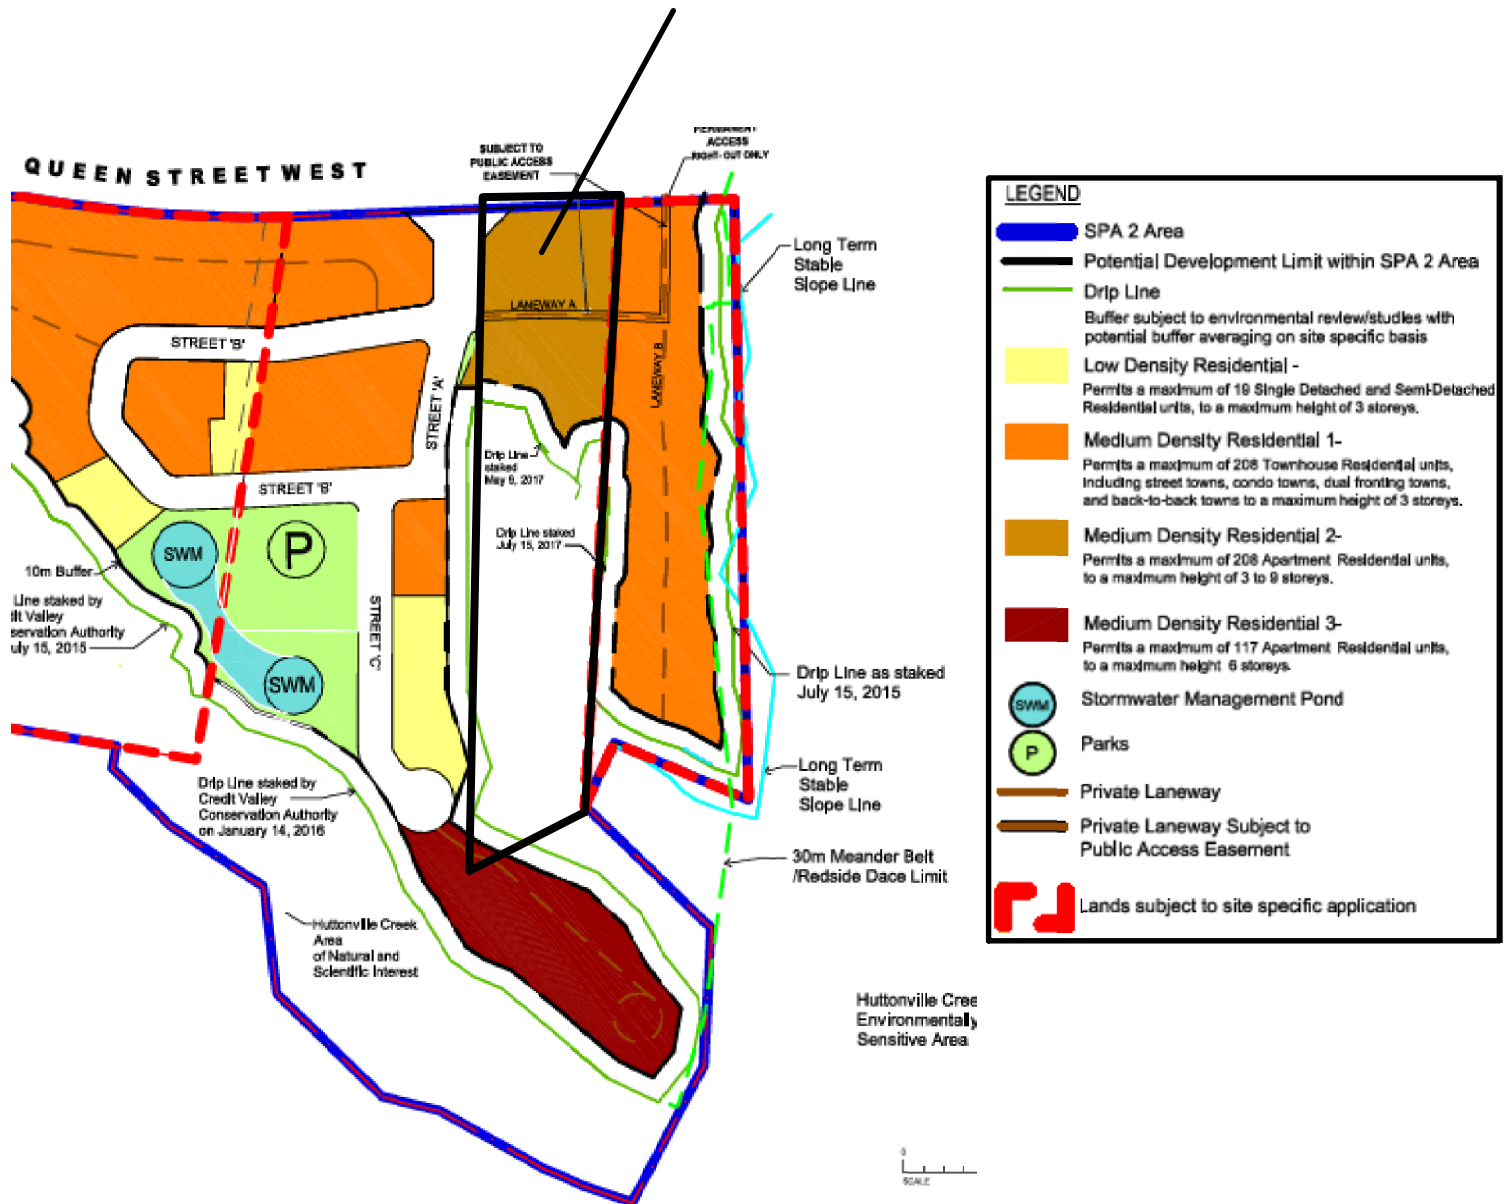 QUEEN STREET WEST
SUBJECT TO
PUBLIC ACCESS
EASEMENT
PERMANENT
ACCESS
RIGHT-OUT ONLY
Long Term
Stable
Slope Line
LANEWAY A
STREET 'B'
STREET 'A'
LANEWAY B
Drip Line
staked
May 9, 2017
STREET 'B'
Drip Line staked
July 15, 2017
SWM
P
10m Buffer
Line staked by
Valley
servation Authority
uly 15, 2015
STREET 'C'
SWM
Drip Line as staked
July 15, 2015
Drip Line staked by
Credit Valley
Conservation Authority
on January 14, 2016
Long Term
Stable
Slope Line
30m Meander Belt
/Redside Dace Limit
Huttonville Creek
Area
of Natural and
Scientific Interest
Huttonville Cree
Environmentally
Sensitive Area
0
SCALE
LEGEND
SPA 2 Area
Potential Development Limit within SPA 2 Area
Drip Line
Buffer subject to environmental review/studies with
potential buffer averaging on site specific basis
Low Density Residential -
Permits a maximum of 19 Single Detached and Semi-Detached
Residential units, to a maximum height of 3 storeys.
Medium Density Residential 1-
Permits a maximum of 208 Townhouse Residential units,
including street towns, condo towns, dual fronting towns,
and back-to-back towns to a maximum height of 3 storeys.
Medium Density Residential 2-
Permits a maximum of 208 Apartment Residential units,
to a maximum height of 3 to 9 storeys.
Medium Density Residential 3-
Permits a maximum of 117 Apartment Residential units,
to a maximum height 6 storeys.
SWM
Stormwater Management Pond
P
Parks
Private Laneway
Private Laneway Subject to
Public Access Easement
Lands subject to site specific application